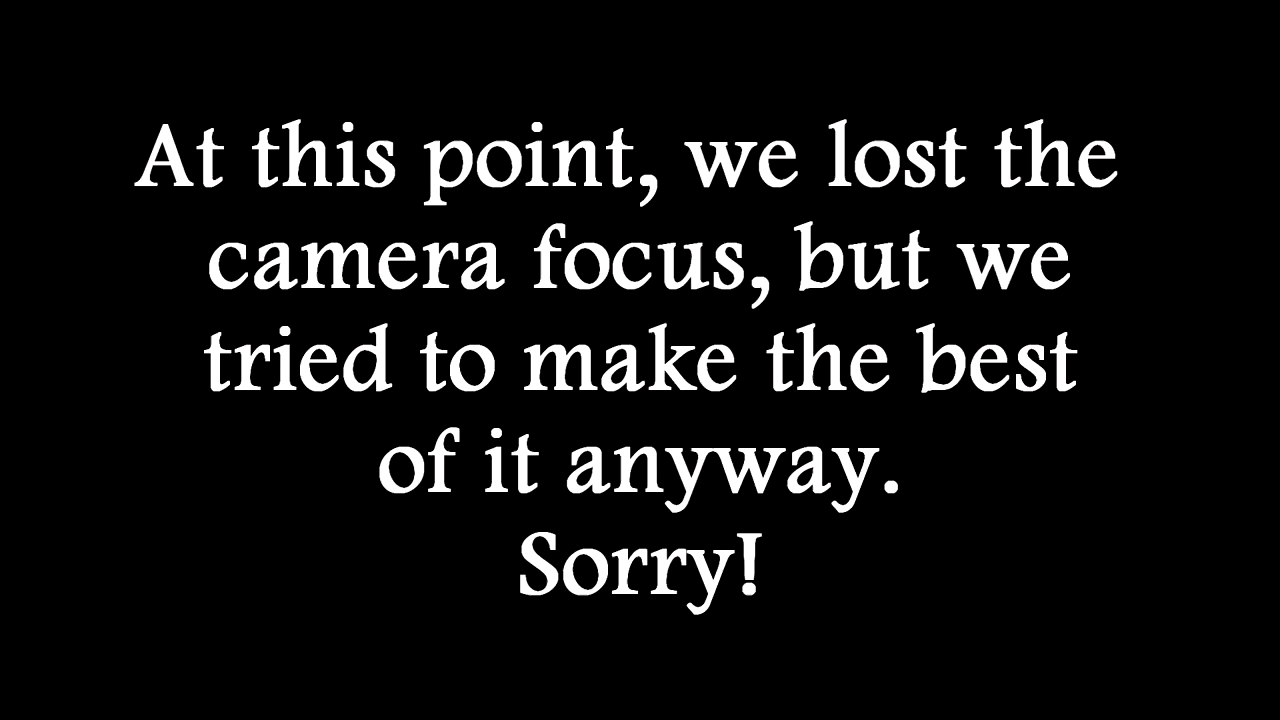 At this point, we lost the
camera focus, but we
tried to make the best
of it anyway.
Sorry!